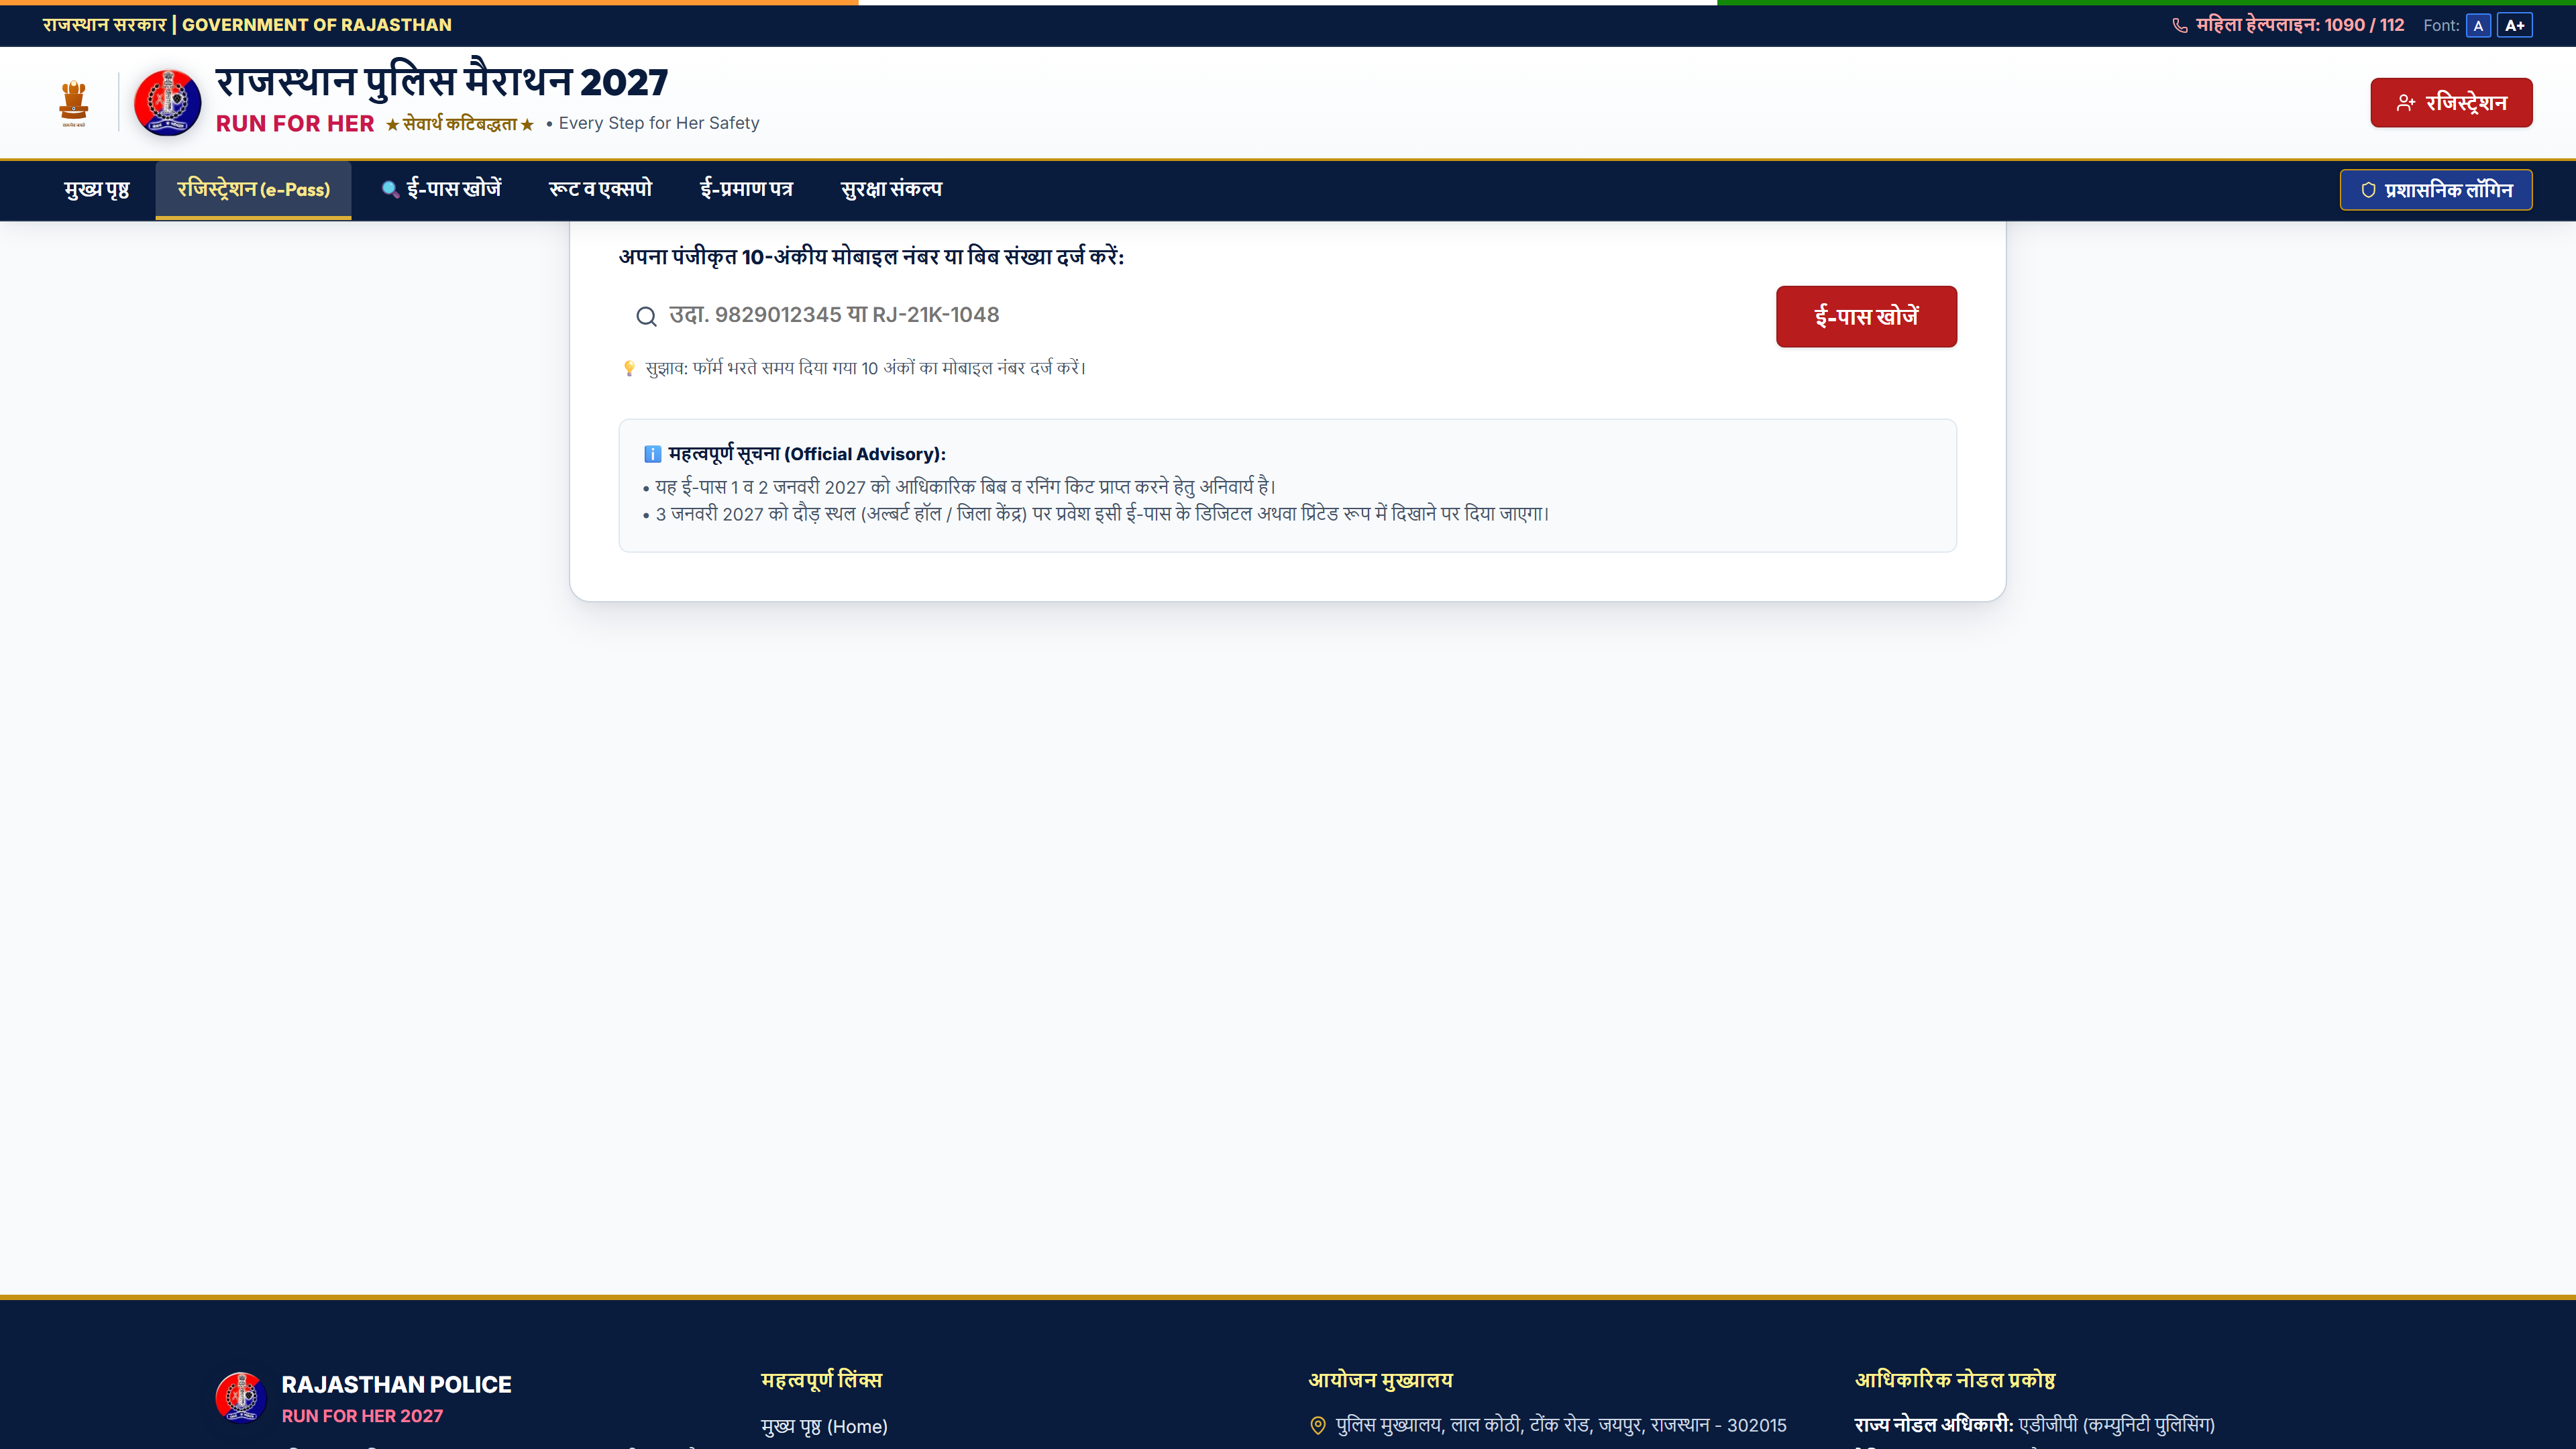 राजस्थान सरकार | GOVERNMENT OF RAJASTHAN
महिला हेल्पलाइन: 1090 / 112
Font: A A+
राजस्थान पुलिस मैराथन 2027
RUN FOR HER ★ सेवार्थ कटिबद्धता ★ • Every Step for Her Safety
रजिस्ट्रेशन
मुख्य पृष्ठ
रजिस्ट्रेशन (e-Pass)
ई-पास खोजें
रूट व एक्सपो
ई-प्रमाण पत्र
सुरक्षा संकल्प
प्रशासनिक लॉगिन
अपना पंजीकृत 10-अंकीय मोबाइल नंबर या बिब संख्या दर्ज करें:
उदा. 9829012345 या RJ-21K-1048
ई-पास खोजें
सुझाव: फॉर्म भरते समय दिया गया 10 अंकों का मोबाइल नंबर दर्ज करें।
महत्वपूर्ण सूचना (Official Advisory):
• यह ई-पास 1 व 2 जनवरी 2027 को आधिकारिक बिब व रनिंग किट प्राप्त करने हेतु अनिवार्य है।
• 3 जनवरी 2027 को दौड़ स्थल (अल्बर्ट हॉल / जिला केंद्र) पर प्रवेश इसी ई-पास के डिजिटल अथवा प्रिंटेड रूप में दिखाने पर दिया जाएगा।
RAJASTHAN POLICE
RUN FOR HER 2027
महत्वपूर्ण लिंक्स
मुख्य पृष्ठ (Home)
आयोजन मुख्यालय
पुलिस मुख्यालय, लाल कोठी, टोंक रोड, जयपुर, राजस्थान - 302015
आधिकारिक नोडल प्रकोष्ठ
राज्य नोडल अधिकारी: एडीजीपी (कम्युनिटी पुलिसिंग)